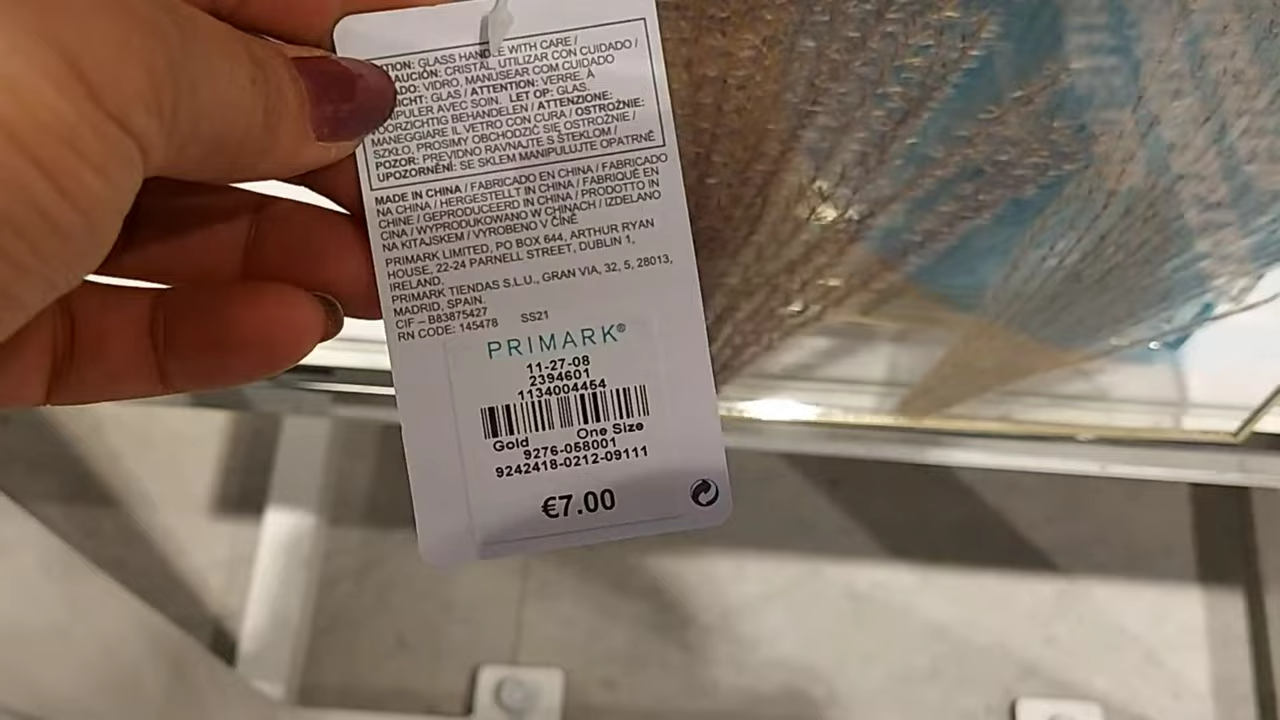 TION: GLASS HANDLE WITH CARE /
AUCIÓN: CRISTAL, UTILIZAR CON CUIDADO /
DO: VIDRO, MANUSEAR COM CUIDADO
ICHT: GLAS / ATTENTION: VERRE, À
IPULER AVEC SOIN. LET OP: GLAS.
VOORZICHTIG BEHANDELEN / ATTENZIONE:
MANEGGIARE IL VETRO CON CURA / OSTROŻNIE:
SZKŁO, PROSIMY OBCHODZIĆ SIĘ OSTROŻNIE /
POZOR: PREVIDNO RAVNAJTE S ŠTEKLOM /
UPOZORNĚNÍ: SE SKLEM MANIPULUJTE OPATRNĚ
MADE IN CHINA / FABRICADO EN CHINA / FABRICADO
NA CHINA / HERGESTELLT IN CHINA / FABRIQUÉ EN
CHINE / GEPRODUCEERD IN CHINA / PRODOTTO IN
CINA / WYPRODUKOWANO W CHINACH / IZDELANO
NA KITAJSKEM / VYROBENO V ČÍNĚ
PRIMARK LIMITED, PO BOX 644, ARTHUR RYAN
HOUSE, 22-24 PARNELL STREET, DUBLIN 1,
IRELAND.
PRIMARK TIENDAS S.L.U., GRAN VIA, 32, 5, 28013,
MADRID, SPAIN.
CIF – B83875427
RN CODE: 145478 SS21
PRIMARK®
11-27-08
2394601
1134004454
Gold One Size
9276-058001
9242418-0212-09111
€7.00